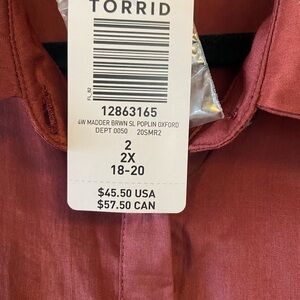 TORRID
FL_02
12863165
4W MADDER BRWN SL POPLIN OXFORD
DEPT 0050 20SMR2
2
2X
18-20
$45.50 USA
$57.50 CAN